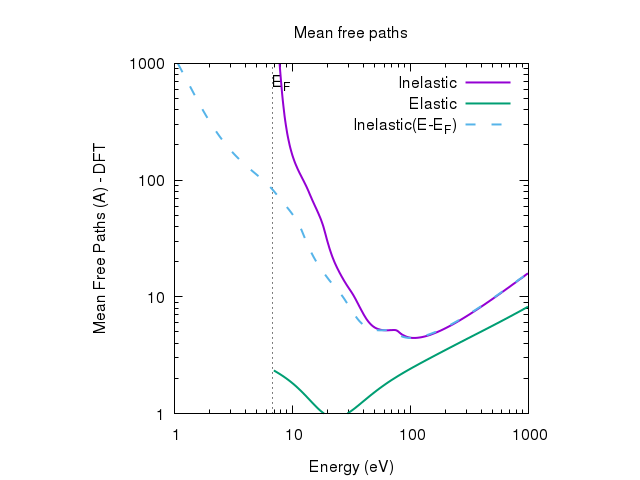 Mean free paths
1000
100
10
1
Mean Free Paths (A) - DFT
E_F
Inelastic
Elastic
Inelastic(E-E_F)
1 10 100 1000
Energy (eV)